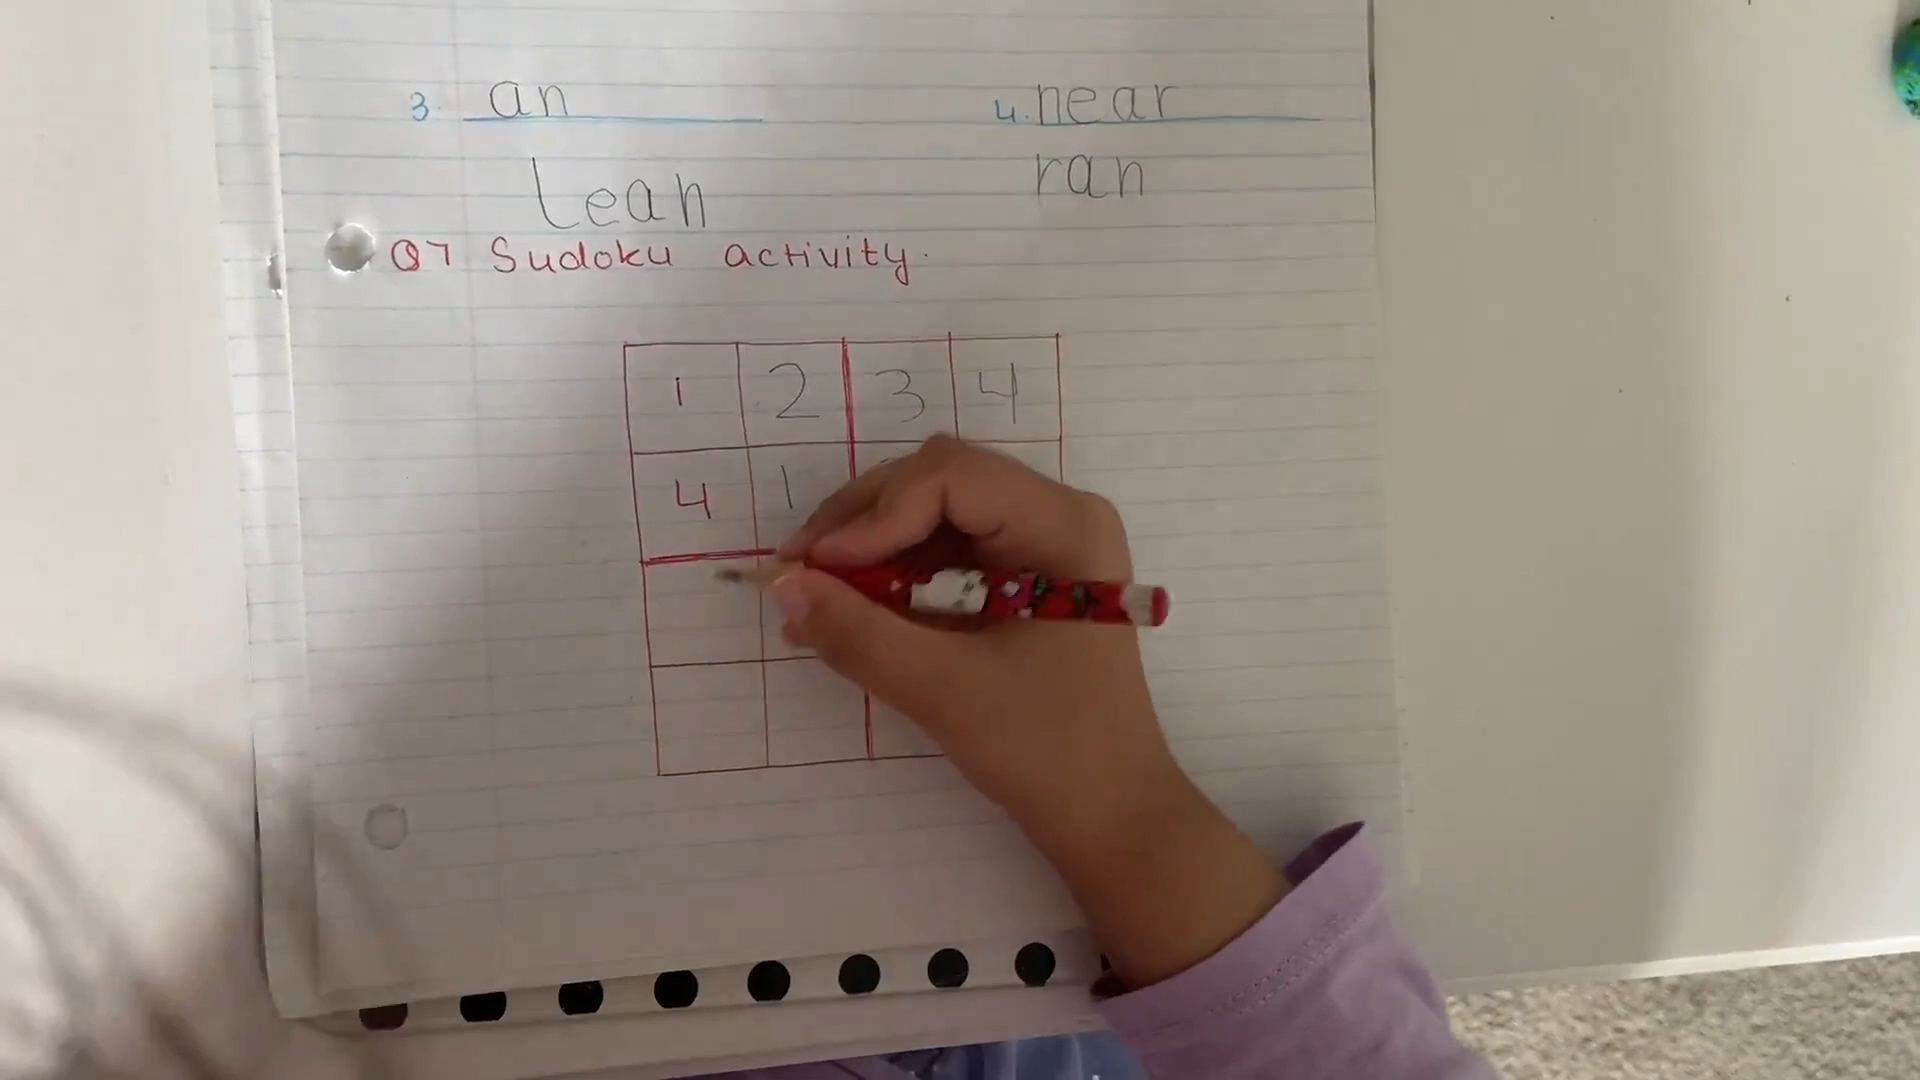 3. an
4. near
lean
ran
Q7 Sudoku activity.
1 2 3 4
4 1